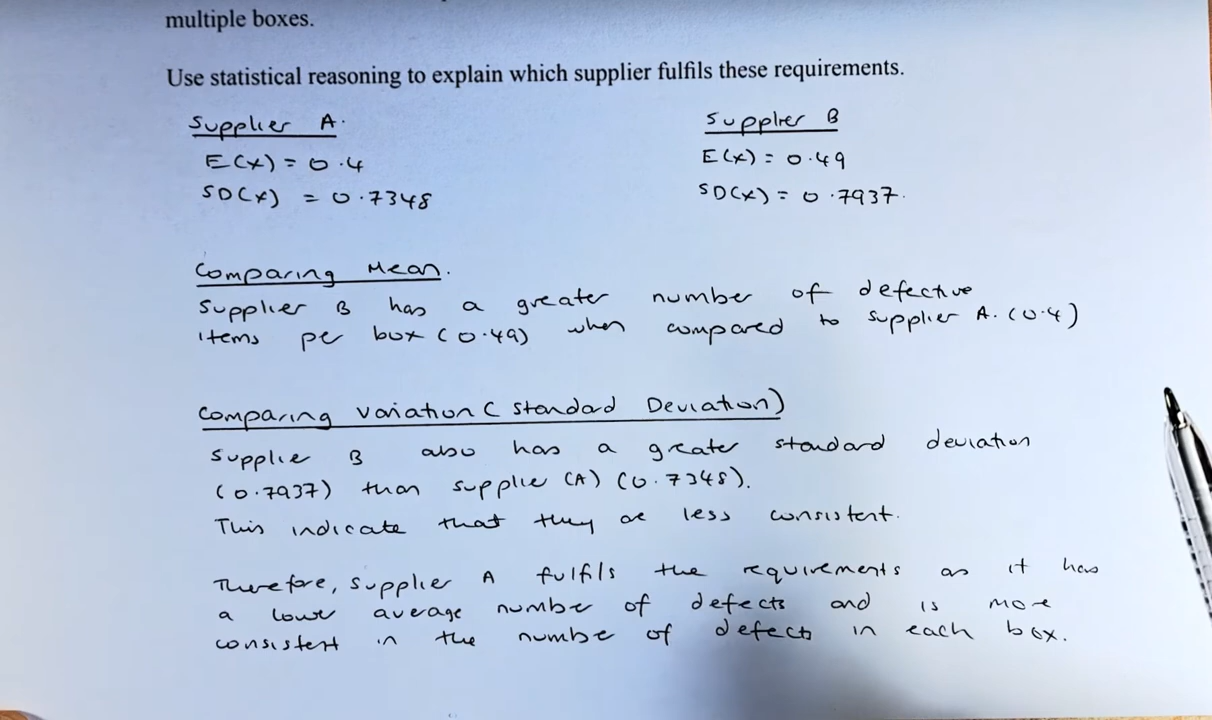 multiple boxes.
Use statistical reasoning to explain which supplier fulfils these requirements.
Supplier A.
E(x) = 0.4
SD(x) = 0.7348
Supplier B
E(x) = 0.49
SD(x) = 0.7937.
Comparing Mean.
Supplier B has a greater number of defective
items per box (0.49) when compared to supplier A. (0.4)
Comparing Variation ( Standard Deviation)
Supplier B also has a greater standard deviation
(0.7937) than supplier (A) (0.7348).
This indicate that they are less consistent.
Therefore, supplier A fulfils the requirements as it has
a lower average number of defects and is more
consistent in the number of defects in each box.